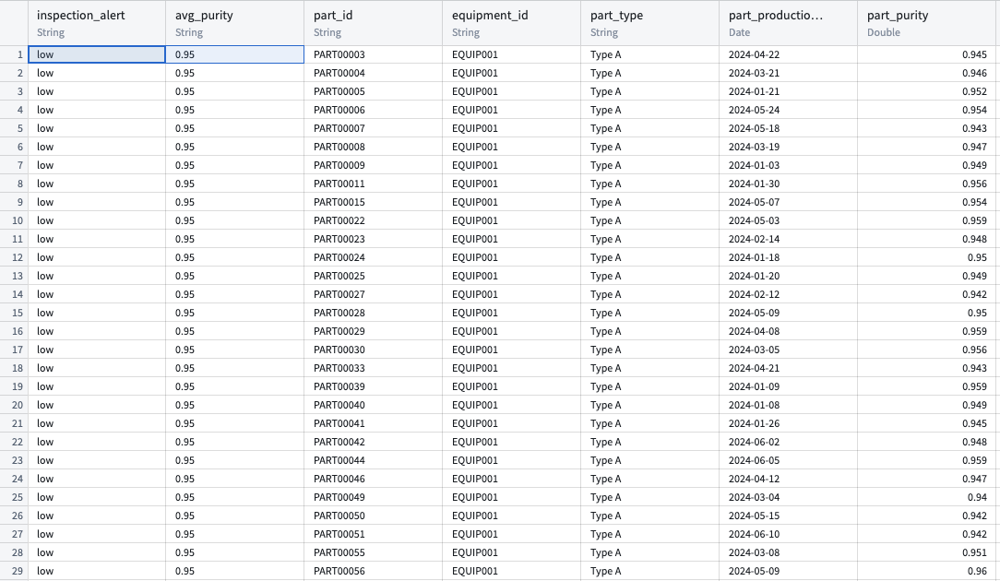 inspection_alert avg_purity part_id equipment_id part_type part_productio… part_purity
String String String String String Date Double
1 low 0.95 PART00003 EQUIP001 Type A 2024-04-22 0.945
2 low 0.95 PART00004 EQUIP001 Type A 2024-03-21 0.946
3 low 0.95 PART00005 EQUIP001 Type A 2024-01-21 0.952
4 low 0.95 PART00006 EQUIP001 Type A 2024-05-24 0.954
5 low 0.95 PART00007 EQUIP001 Type A 2024-05-18 0.943
6 low 0.95 PART00008 EQUIP001 Type A 2024-03-19 0.947
7 low 0.95 PART00009 EQUIP001 Type A 2024-01-03 0.949
8 low 0.95 PART00011 EQUIP001 Type A 2024-01-30 0.956
9 low 0.95 PART00015 EQUIP001 Type A 2024-05-07 0.954
10 low 0.95 PART00022 EQUIP001 Type A 2024-05-03 0.959
11 low 0.95 PART00023 EQUIP001 Type A 2024-02-14 0.948
12 low 0.95 PART00024 EQUIP001 Type A 2024-01-18 0.95
13 low 0.95 PART00025 EQUIP001 Type A 2024-01-20 0.949
14 low 0.95 PART00027 EQUIP001 Type A 2024-02-12 0.942
15 low 0.95 PART00028 EQUIP001 Type A 2024-05-09 0.95
16 low 0.95 PART00029 EQUIP001 Type A 2024-04-08 0.959
17 low 0.95 PART00030 EQUIP001 Type A 2024-03-05 0.956
18 low 0.95 PART00033 EQUIP001 Type A 2024-04-21 0.943
19 low 0.95 PART00039 EQUIP001 Type A 2024-01-09 0.959
20 low 0.95 PART00040 EQUIP001 Type A 2024-01-08 0.949
21 low 0.95 PART00041 EQUIP001 Type A 2024-01-26 0.945
22 low 0.95 PART00042 EQUIP001 Type A 2024-06-02 0.948
23 low 0.95 PART00044 EQUIP001 Type A 2024-06-05 0.959
24 low 0.95 PART00046 EQUIP001 Type A 2024-04-12 0.947
25 low 0.95 PART00049 EQUIP001 Type A 2024-03-04 0.94
26 low 0.95 PART00050 EQUIP001 Type A 2024-05-15 0.942
27 low 0.95 PART00051 EQUIP001 Type A 2024-06-10 0.942
28 low 0.95 PART00055 EQUIP001 Type A 2024-03-08 0.951
29 low 0.95 PART00056 EQUIP001 Type A 2024-05-09 0.96